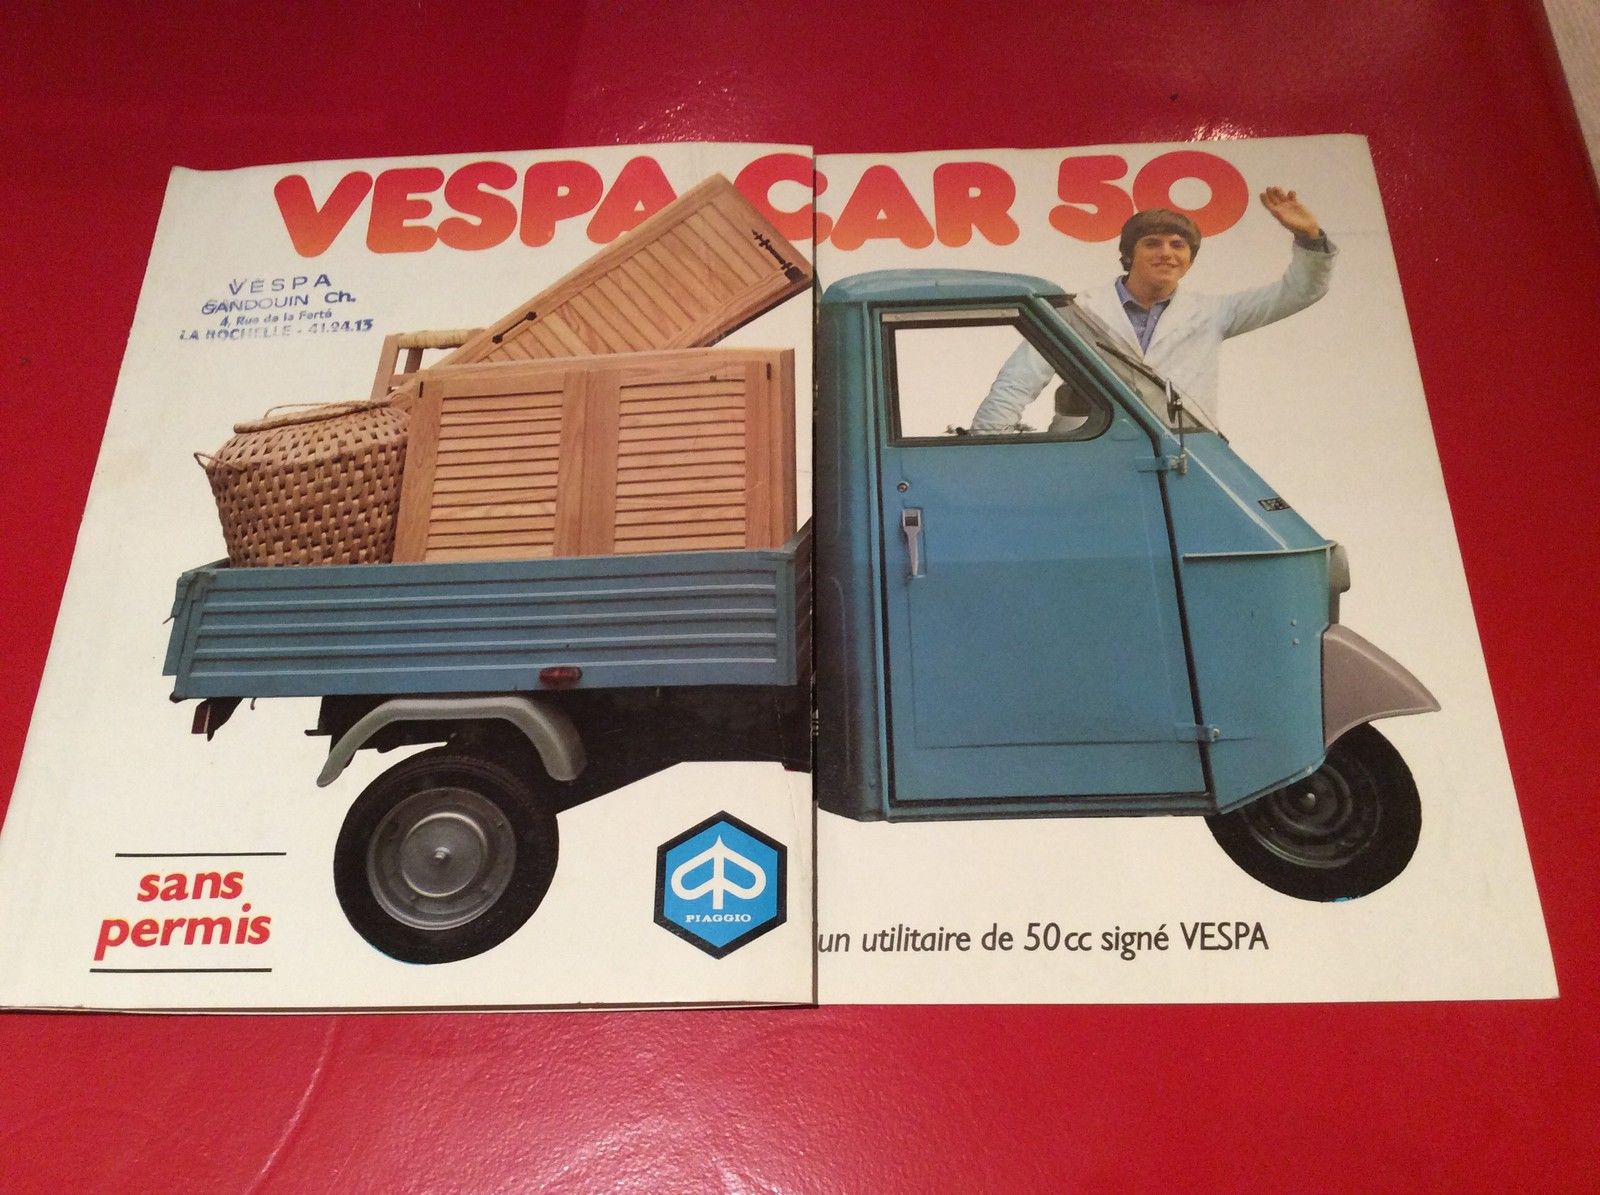 VESPA CAR 50
VESPA
GANDOUIN Ch.
4, Rue de la Ferté
LA ROCHELLE - 41.24.13
sans
permis
PIAGGIO
un utilitaire de 50cc signé VESPA